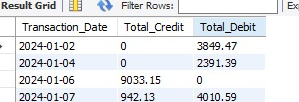 Result Grid Filter Rows: Export
Transaction_Date Total_Credit Total_Debit
2024-01-02 0 3849.47
2024-01-04 0 2391.39
2024-01-06 9033.15 0
2024-01-07 942.13 4010.59